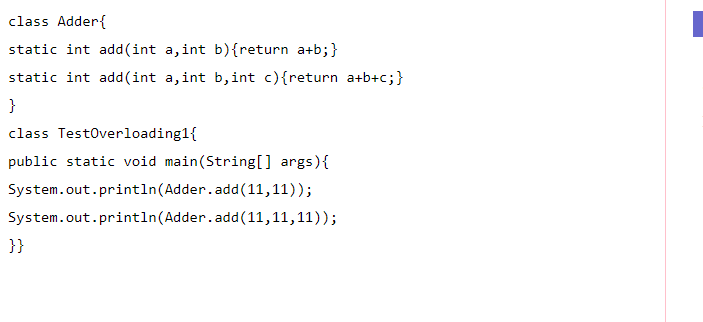 class Adder{
static int add(int a,int b){return a+b;}
static int add(int a,int b,int c){return a+b+c;}
}
class TestOverloading1{
public static void main(String[] args){
System.out.println(Adder.add(11,11));
System.out.println(Adder.add(11,11,11));
}}